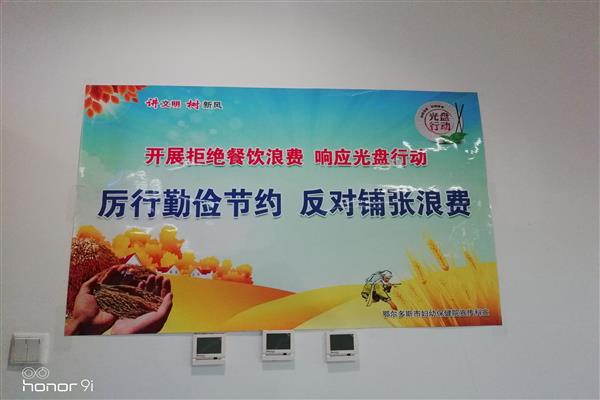 讲文明 树新风
光盘
行动
开展拒绝餐饮浪费 响应光盘行动
厉行勤俭节约 反对铺张浪费
鄂尔多斯市妇幼保健院宣传科宣
honor 9i